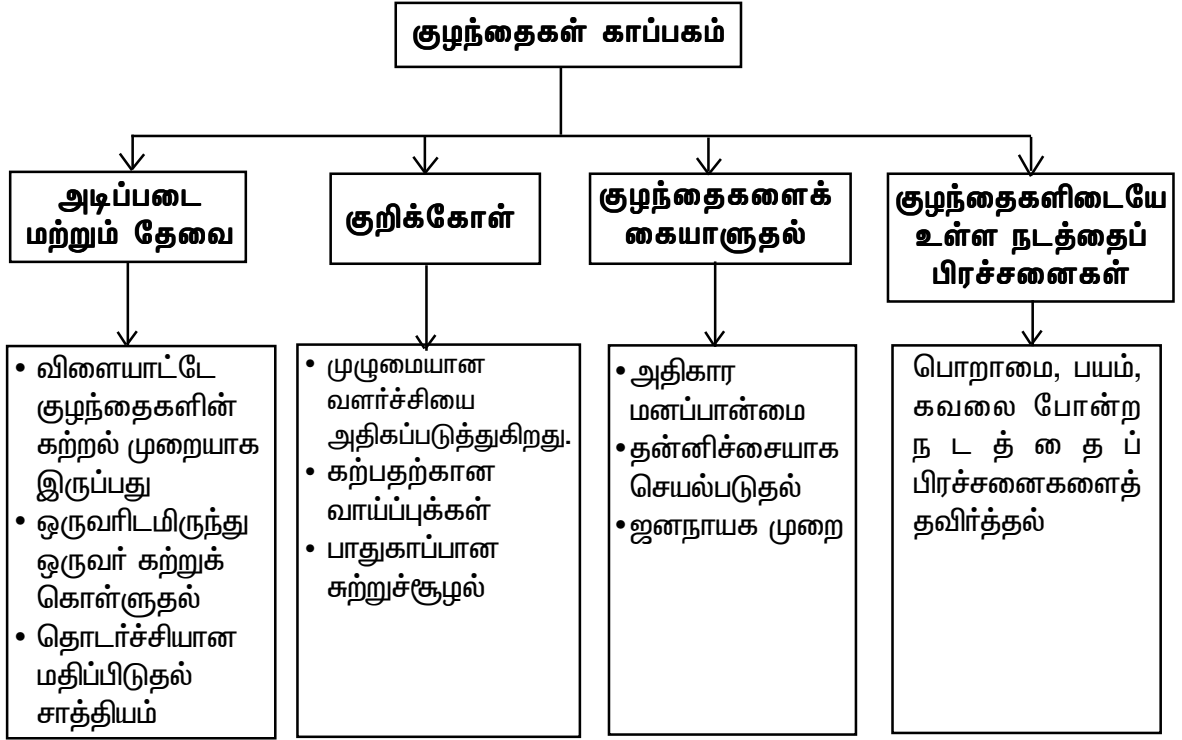 குழந்தைகள் காப்பகம்
அடிப்படை
மற்றும் தேவை
குறிக்கோள்
குழந்தைகளைக்
கையாளுதல்
குழந்தைகளிடையே
உள்ள நடத்தைப்
பிரச்சனைகள்
• விளையாட்டே
குழந்தைகளின்
கற்றல் முறையாக
இருப்பது
• ஒருவரிடமிருந்து
ஒருவர் கற்றுக்
கொள்ளுதல்
• தொடர்ச்சியான
மதிப்பிடுதல்
சாத்தியம்
• முழுமையான
வளர்ச்சியை
அதிகப்படுத்துகிறது.
• கற்பதற்கான
வாய்ப்புக்கள்
• பாதுகாப்பான
சுற்றுச்சூழல்
• அதிகார
மனப்பான்மை
• தன்னிச்சையாக
செயல்படுதல்
• ஜனநாயக முறை
பொறாமை, பயம்,
கவலை போன்ற
நடத்தைப்
பிரச்சனைகளைத்
தவிர்த்தல்